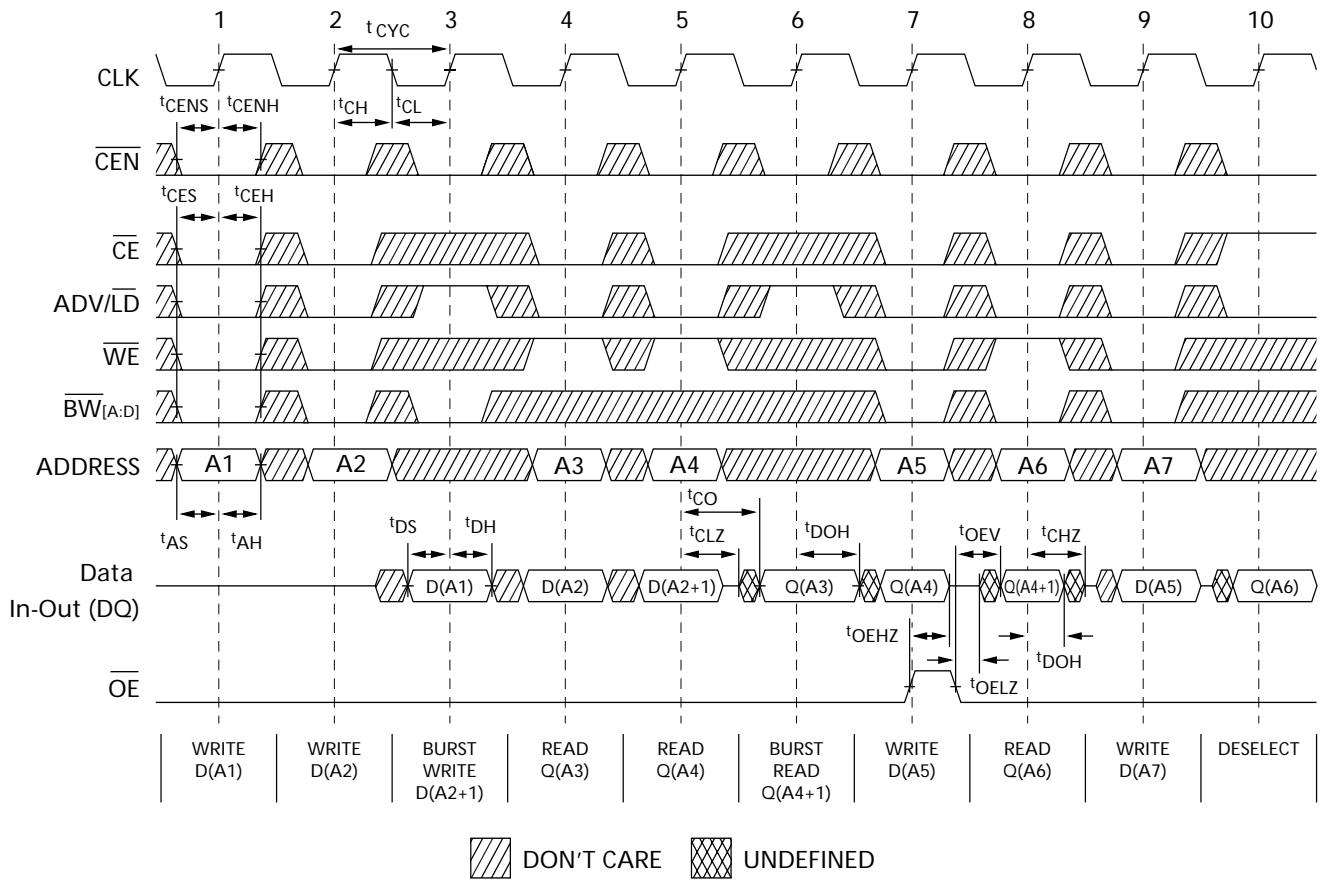 1 2 3 4 5 6 7 8 9 10
tCYC
CLK
tCENS tCENH tCH tCL
CEN
tCES tCEH
CE
ADV/LD
WE
BW[A:D]
ADDRESS A1 A2 A3 A4 A5 A6 A7
tCO
tAS tAH tDS tDH tCLZ tDOH tOEV tCHZ
Data
In-Out (DQ)
D(A1) D(A2) D(A2+1) Q(A3) Q(A4) Q(A4+1) D(A5) Q(A6)
tOEHZ tDOH
tOELZ
OE
WRITE
D(A1)
WRITE
D(A2)
BURST
WRITE
D(A2+1)
READ
Q(A3)
READ
Q(A4)
BURST
READ
Q(A4+1)
WRITE
D(A5)
READ
Q(A6)
WRITE
D(A7)
DESELECT
DON'T CARE UNDEFINED